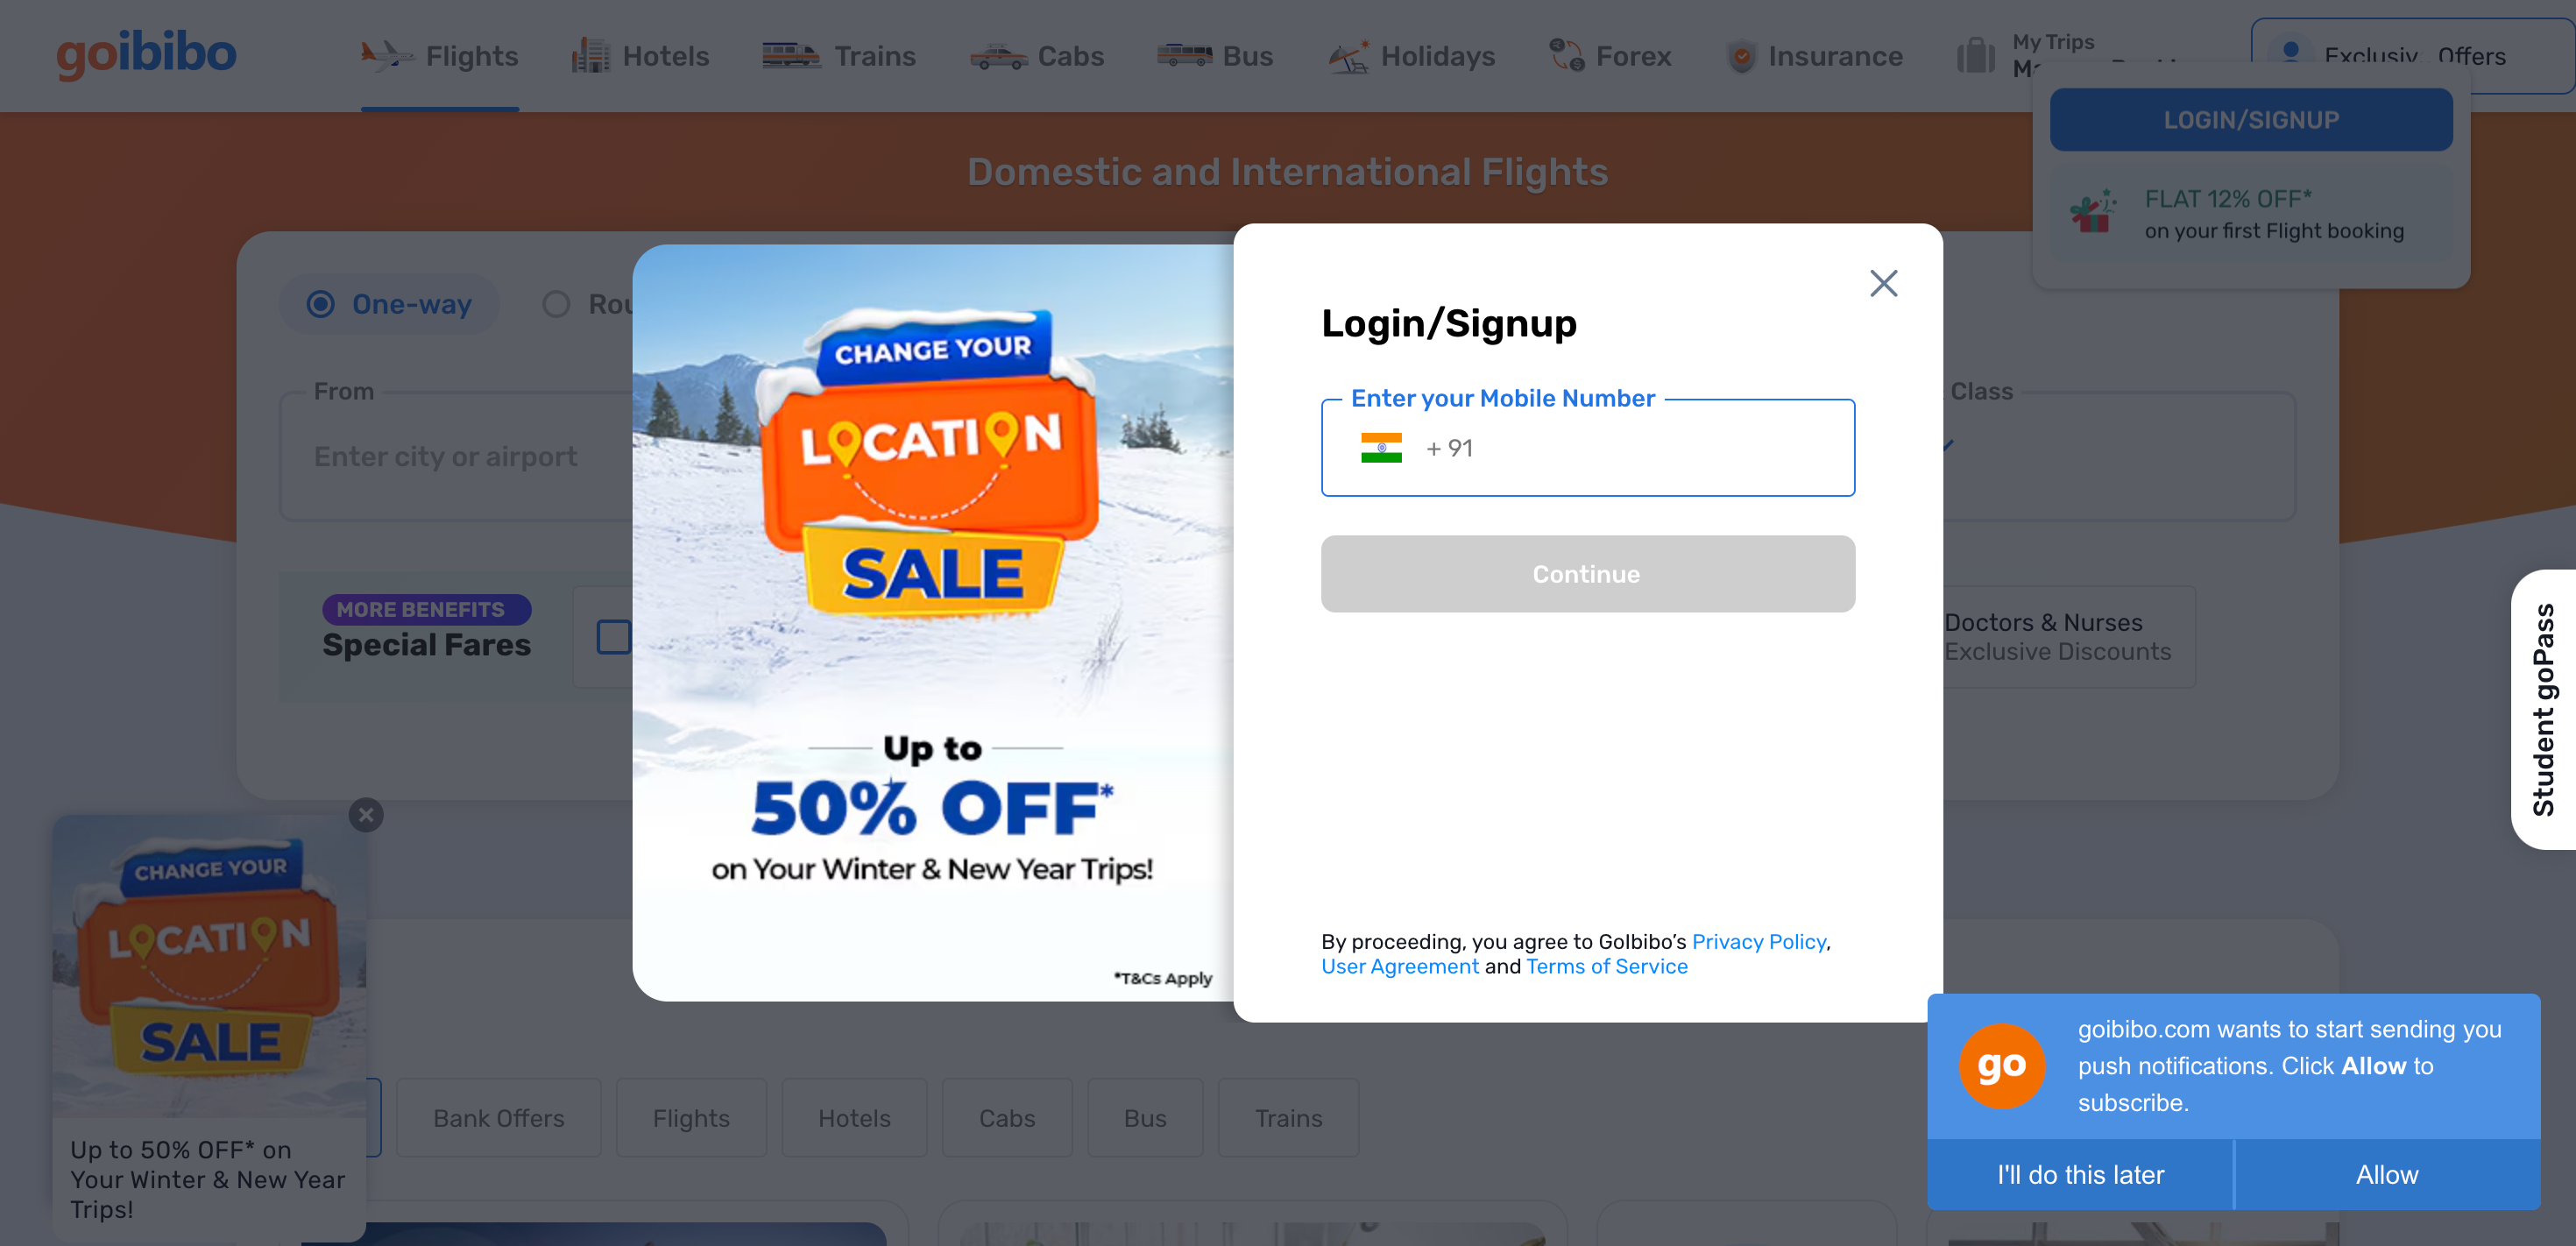 goibibo
Flights
Hotels
Trains
Cabs
Bus
Holidays
Forex
Insurance
My Trips
Exclusiv Offers
LOGIN/SIGNUP
FLAT 12% OFF*
on your first Flight booking
Domestic and International Flights
One-way
From
Enter city or airport
Class
MORE BENEFITS
Special Fares
Doctors & Nurses
Exclusive Discounts
CHANGE YOUR
LOCATION
SALE
Up to
50% OFF*
on Your Winter & New Year Trips!
*T&Cs Apply
Login/Signup
Enter your Mobile Number
+ 91
Continue
By proceeding, you agree to GoIbibo’s Privacy Policy,
User Agreement and Terms of Service
Student goPass
CHANGE YOUR
LOCATION
SALE
Up to 50% OFF* on
Your Winter & New Year
Trips!
Bank Offers
Flights
Hotels
Cabs
Bus
Trains
go
goibibo.com wants to start sending you
push notifications. Click Allow to
subscribe.
I'll do this later
Allow